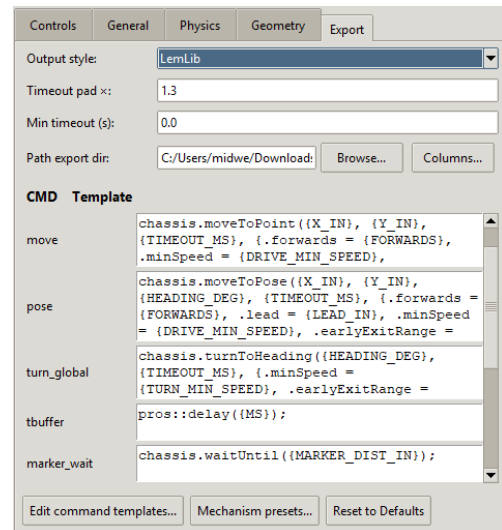 Controls General Physics Geometry Export
Output style: LemLib
Timeout pad ×: 1.3
Min timeout (s): 0.0
Path export dir: C:/Users/midwe/Download: Browse... Columns...
CMD Template
move
chassis.moveToPoint({X_IN}, {Y_IN},
{TIMEOUT_MS}, {.forwards = {FORWARDS},
.minSpeed = {DRIVE_MIN_SPEED},
pose
chassis.moveToPose({X_IN}, {Y_IN},
{HEADING_DEG}, {TIMEOUT_MS}, {.forwards =
{FORWARDS}, .lead = {LEAD_IN}, .minSpeed
= {DRIVE_MIN_SPEED}, .earlyExitRange =
turn_global
chassis.turnToHeading({HEADING_DEG},
{TIMEOUT_MS}, {.minSpeed =
{TURN_MIN_SPEED}, .earlyExitRange =
tbuffer
pros::delay({MS});
marker_wait
chassis.waitUntil({MARKER_DIST_IN});
Edit command templates... Mechanism presets... Reset to Defaults